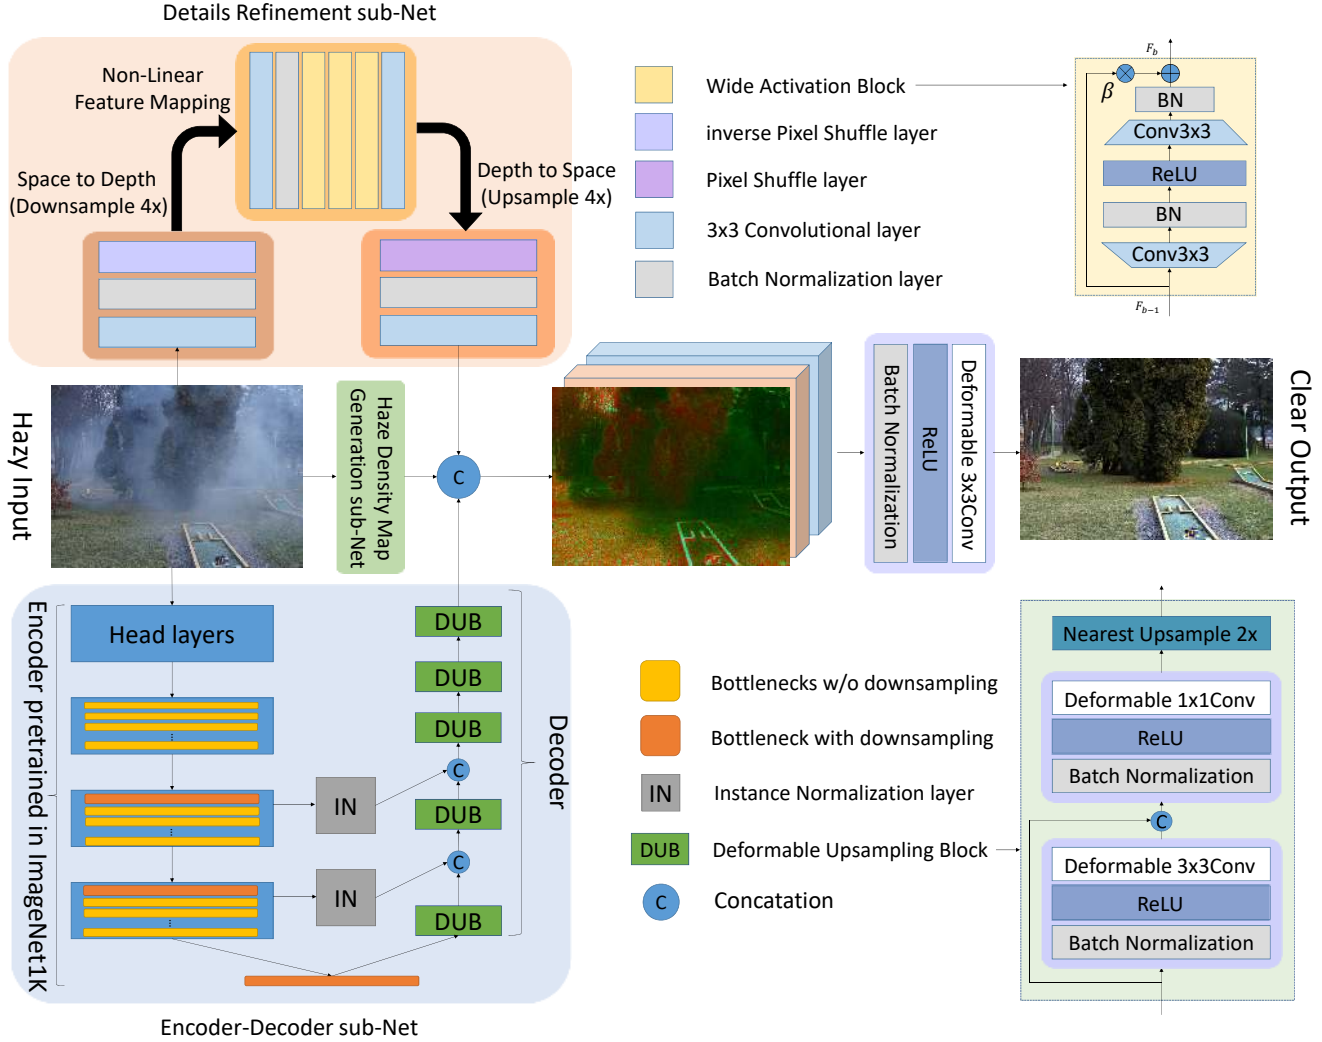 Details Refinement sub-Net
Non-Linear
Feature Mapping
Space to Depth
(Downsample 4x)
Depth to Space
(Upsample 4x)
Wide Activation Block
inverse Pixel Shuffle layer
Pixel Shuffle layer
3x3 Convolutional layer
Batch Normalization layer
F_b
β
BN
Conv3x3
ReLU
BN
Conv3x3
F_{b-1}
Hazy Input
Haze Density Map
Generation sub-Net
C
Batch Normalization
ReLU
Deformable 3x3Conv
Clear Output
Encoder pretrained in ImageNet1K
Head layers
...
...
...
IN
IN
DUB
DUB
DUB
C
DUB
C
DUB
Decoder
Encoder-Decoder sub-Net
Bottlenecks w/o downsampling
Bottleneck with downsampling
IN
Instance Normalization layer
DUB
Deformable Upsampling Block
C
Concatation
Nearest Upsample 2x
Deformable 1x1Conv
ReLU
Batch Normalization
C
Deformable 3x3Conv
ReLU
Batch Normalization